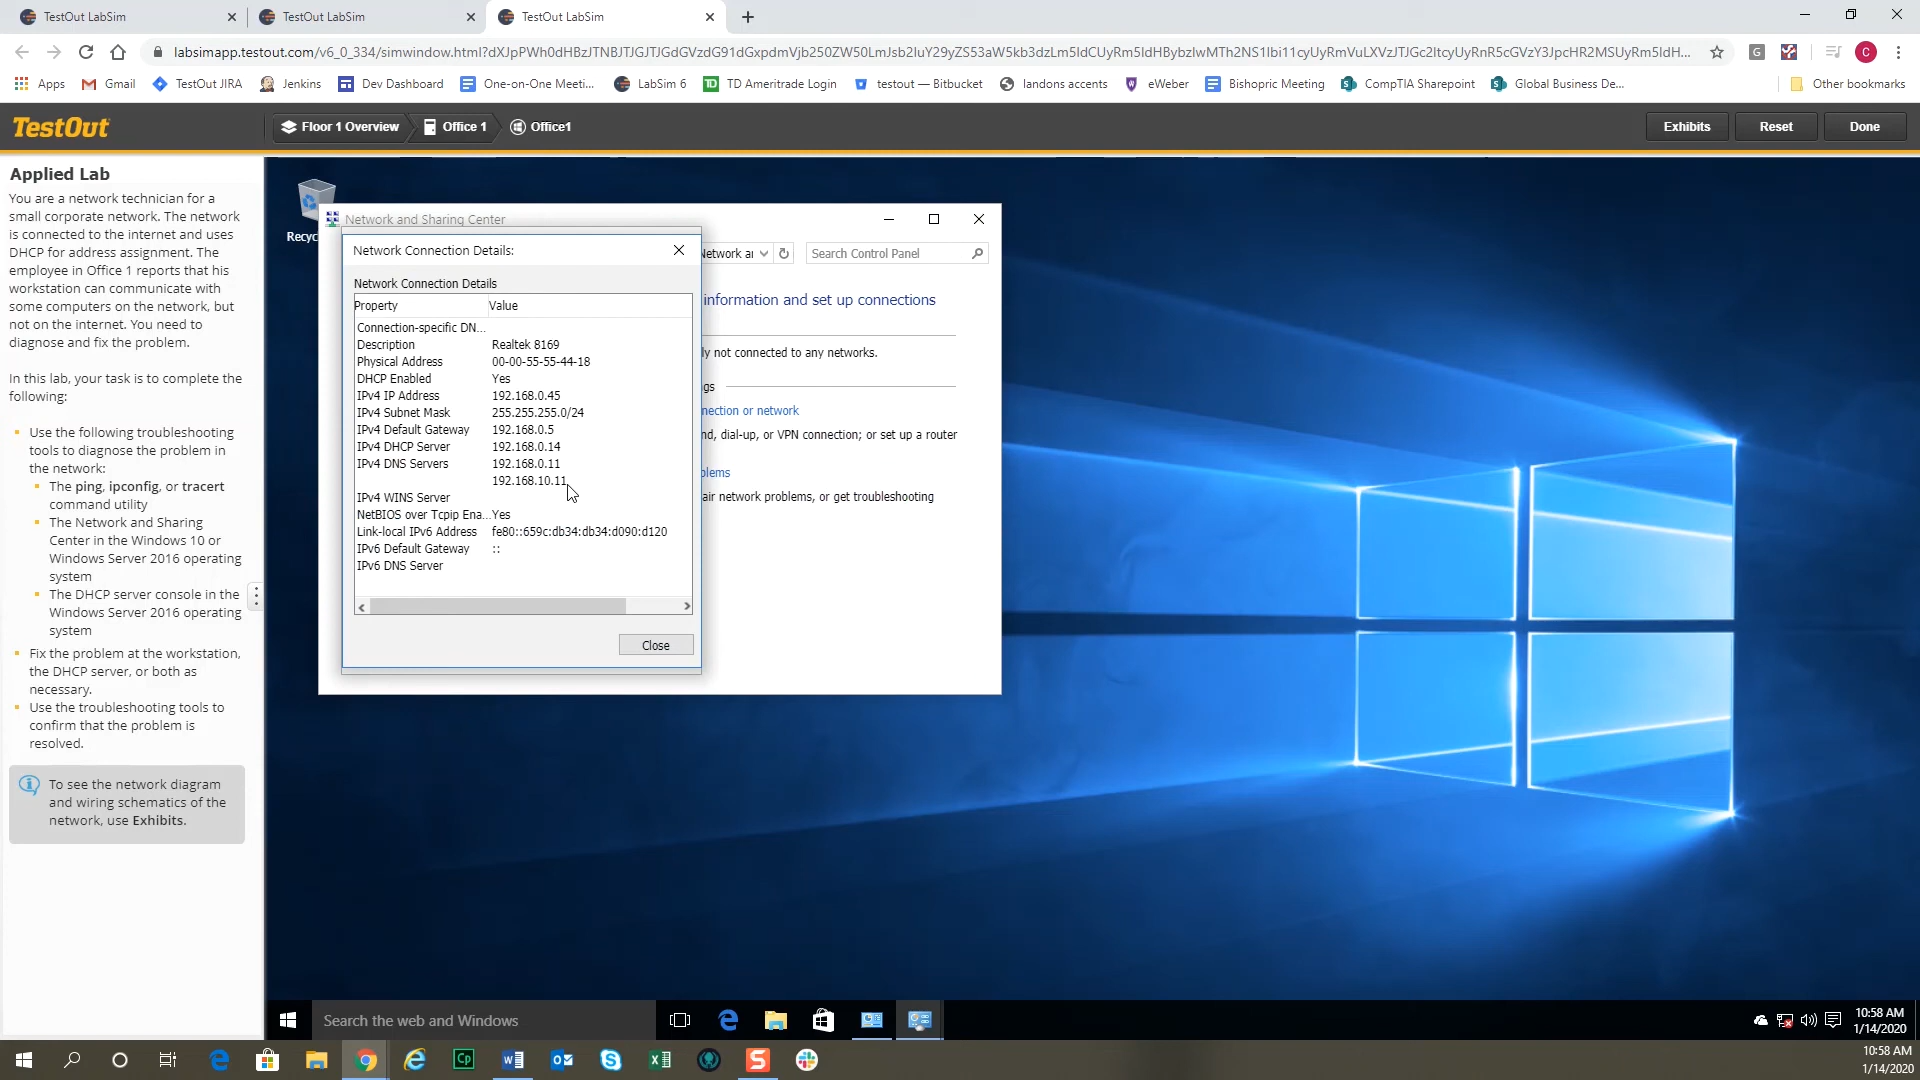 TestOut LabSim
TestOut LabSim
TestOut LabSim
labsimapp.testout.com/v6_0_334/simwindow.html?
Apps
Gmail
TestOut JIRA
Jenkins
Dev Dashboard
One-on-One Meeti...
LabSim 6
TD Ameritrade Login
testout — Bitbucket
landons accents
eWeber
Bishopric Meeting
CompTIA Sharepoint
Global Business De...
Other bookmarks
TestOut
Floor 1 Overview
Office 1
Office1
Exhibits
Reset
Done
Applied Lab
You are a network technician for a
small corporate network. The network
is connected to the internet and uses
DHCP for address assignment. The
employee in Office 1 reports that his
workstation can communicate with
some computers on the network, but
not on the internet. You need to
diagnose and fix the problem.
In this lab, your task is to complete the
following:
Use the following troubleshooting
tools to diagnose the problem in
the network:
The ping, ipconfig, or tracert
command utility
The Network and Sharing
Center in the Windows 10 or
Windows Server 2016 operating
system
The DHCP server console in the
Windows Server 2016 operating
system
Fix the problem at the workstation,
the DHCP server, or both as
necessary.
Use the troubleshooting tools to
confirm that the problem is
resolved.
To see the network diagram
and wiring schematics of the
network, use Exhibits.
Network and Sharing Center
Search Control Panel
information and set up connections
ly not connected to any networks.
gs
nection or network
nd, dial-up, or VPN connection; or set up a router
blems
air network problems, or get troubleshooting
Network Connection Details:
Network Connection Details
Property Value
Connection-specific DN...
Description Realtek 8169
Physical Address 00-00-55-55-44-18
DHCP Enabled Yes
IPv4 IP Address 192.168.0.45
IPv4 Subnet Mask 255.255.255.0/24
IPv4 Default Gateway 192.168.0.5
IPv4 DHCP Server 192.168.0.14
IPv4 DNS Servers 192.168.0.11
192.168.10.11
IPv4 WINS Server
NetBIOS over Tcpip Ena... Yes
Link-local IPv6 Address fe80::659c:db34:db34:d090:d120
IPv6 Default Gateway ::
IPv6 DNS Server
Close
Search the web and Windows
10:58 AM
1/14/2020
10:58 AM
1/14/2020